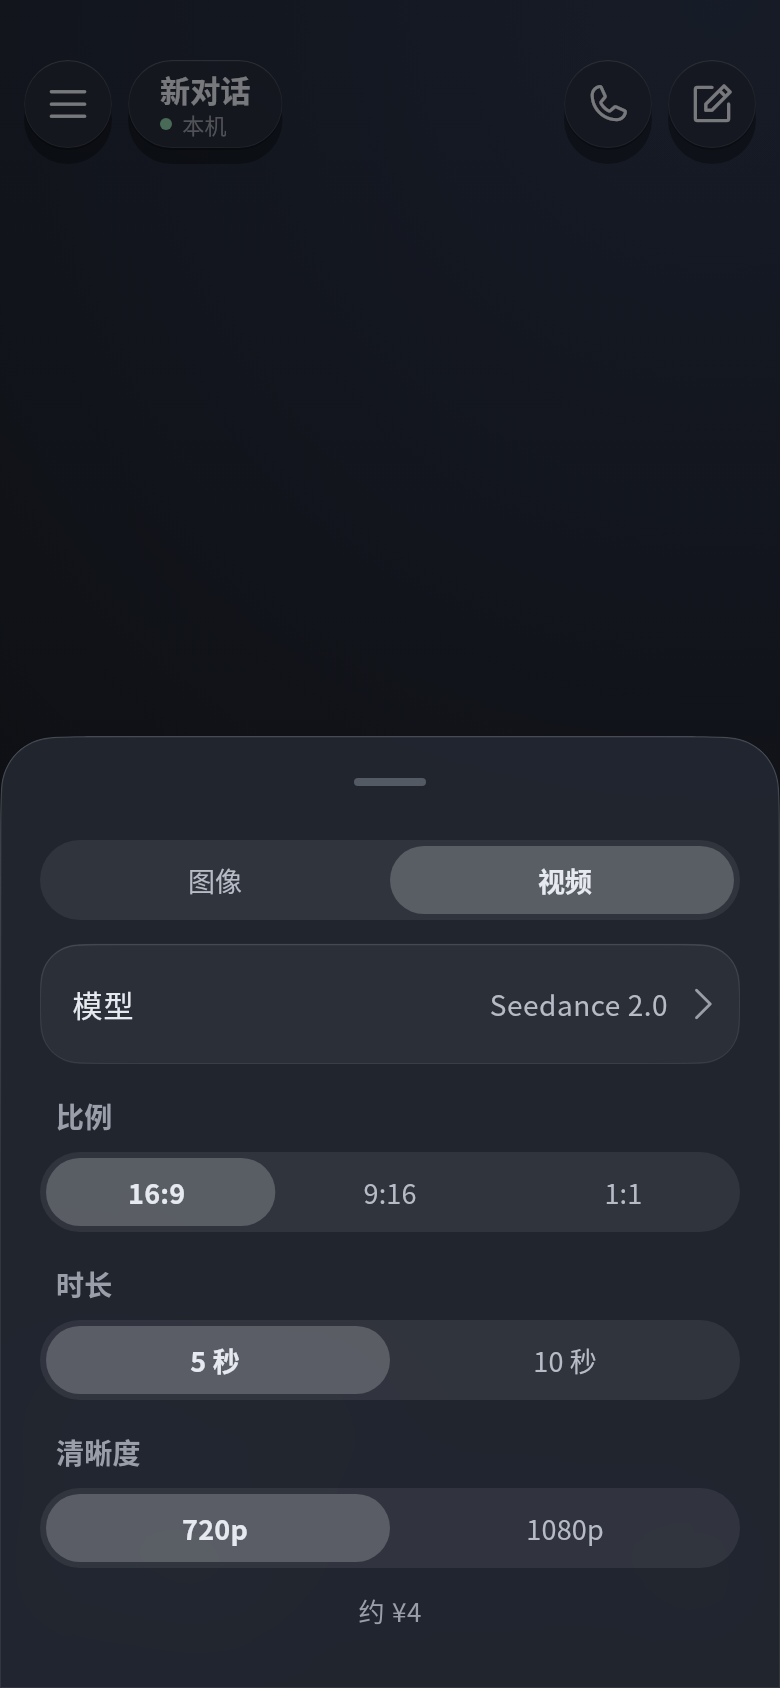 新对话
本机
图像
视频
模型
Seedance 2.0
比例
16:9
9:16
1:1
时长
5 秒
10 秒
清晰度
720p
1080p
约 ¥4